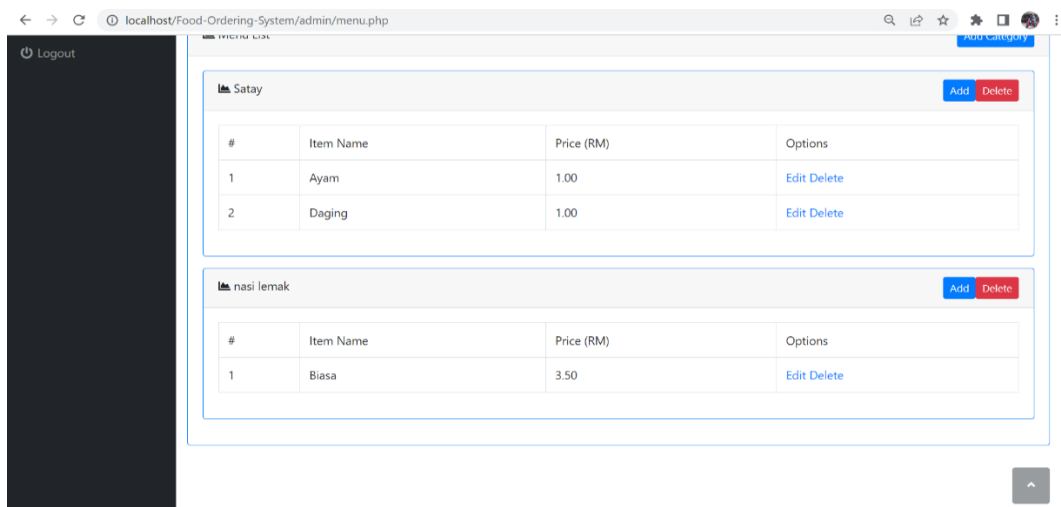 localhost/Food-Ordering-System/admin/menu.php
Menu List Add Category
Logout
Satay Add Delete
# Item Name Price (RM) Options
1 Ayam 1.00 Edit Delete
2 Daging 1.00 Edit Delete
nasi lemak Add Delete
# Item Name Price (RM) Options
1 Biasa 3.50 Edit Delete